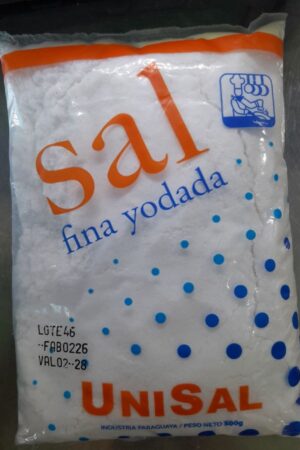 sal
fina yodada
LOTE46
-FAB0226
VAL02-28
UNISAL
INDUSTRIA PARAGUAYA / PESO NETO 500g